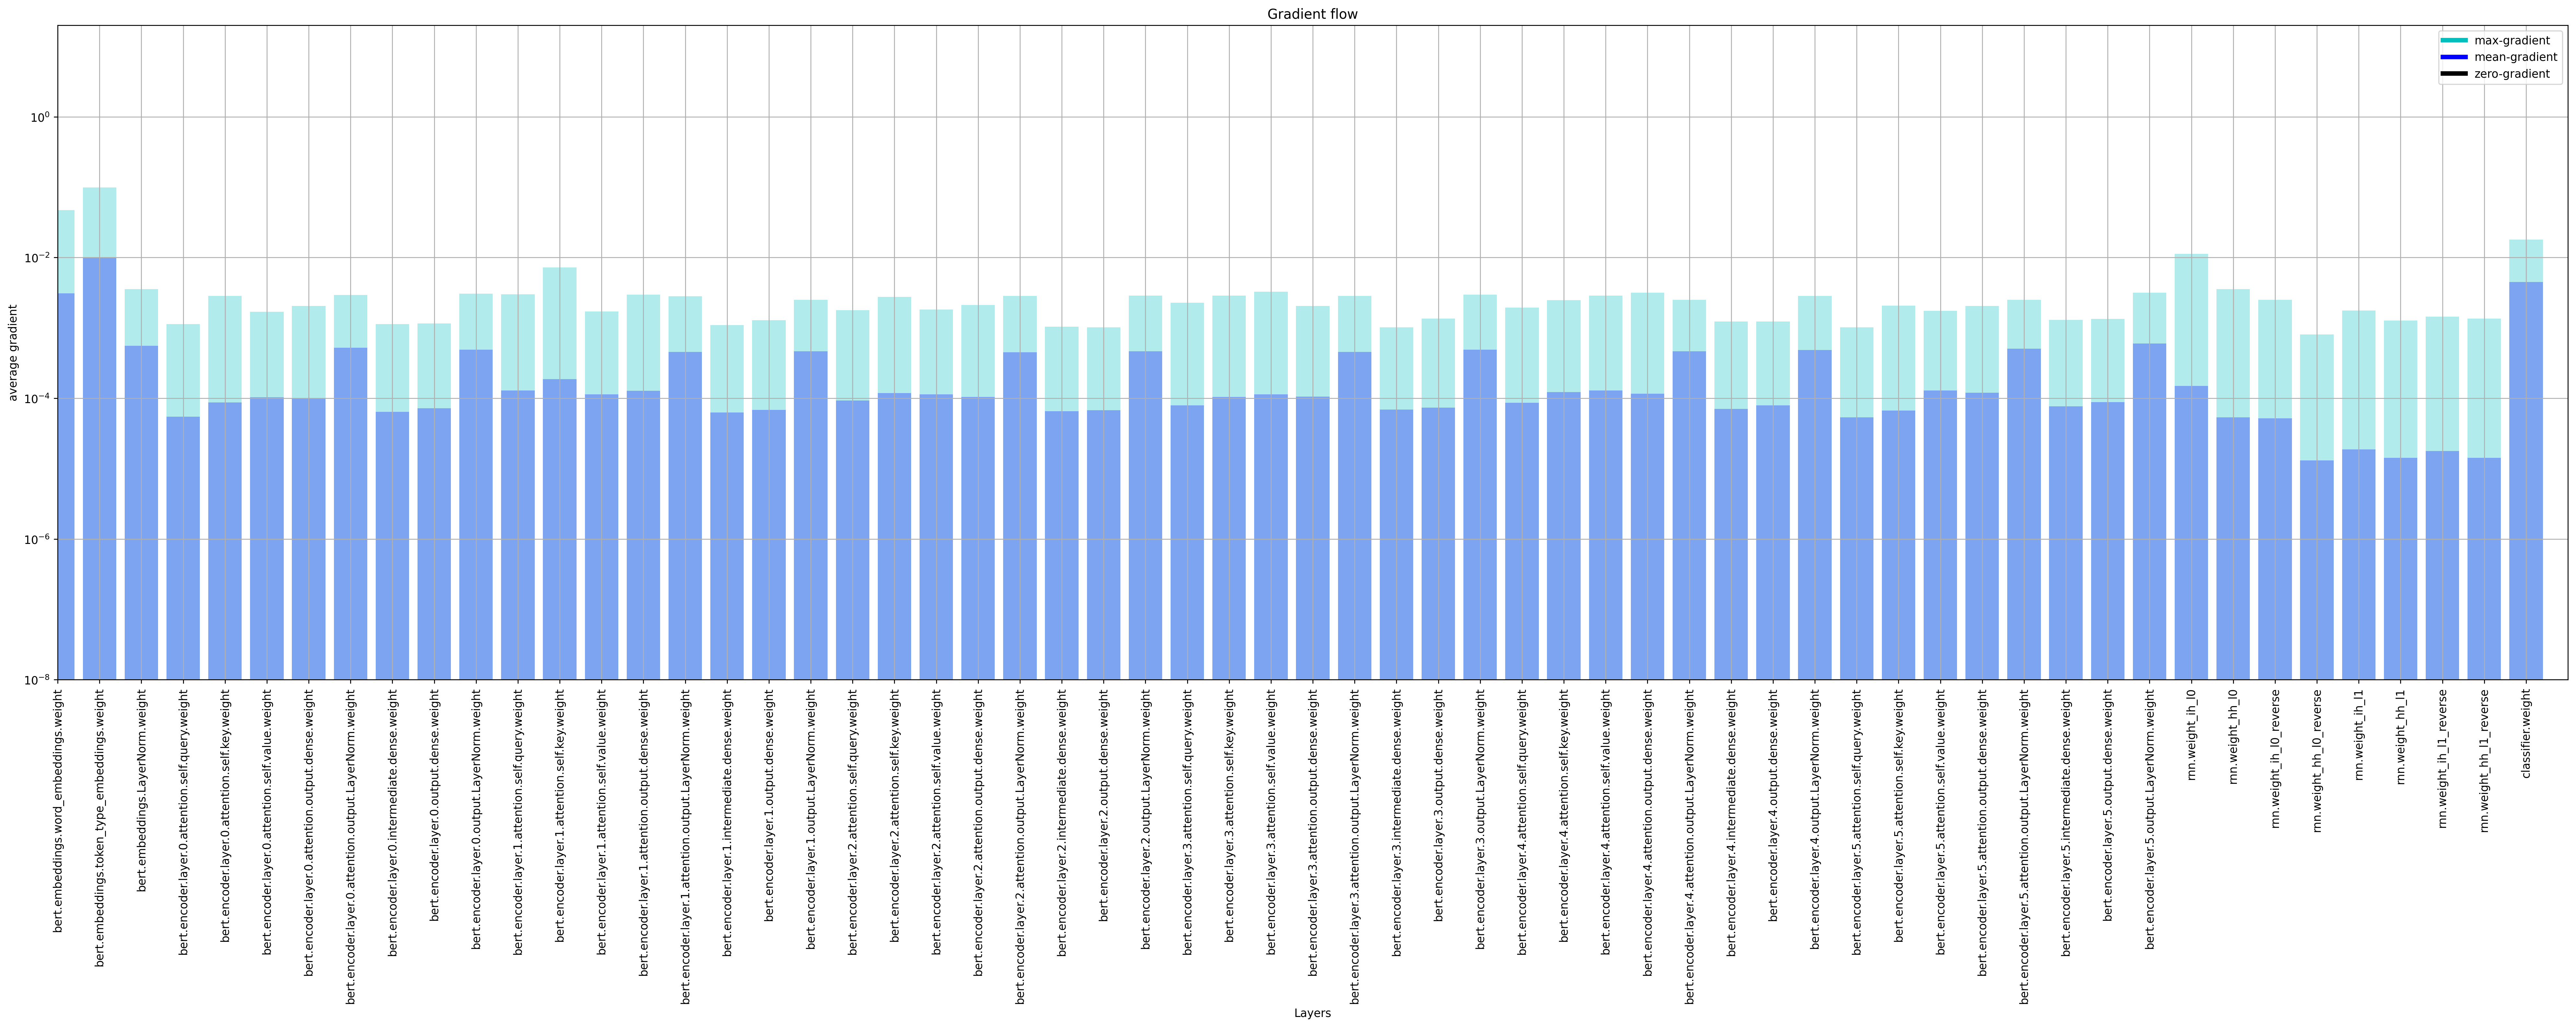 Gradient flow
max-gradient
mean-gradient
zero-gradient
average gradient
10⁰
10⁻²
10⁻⁴
10⁻⁶
10⁻⁸
bert.embeddings.word_embeddings.weight
bert.embeddings.token_type_embeddings.weight
bert.embeddings.LayerNorm.weight
bert.encoder.layer.0.attention.self.query.weight
bert.encoder.layer.0.attention.self.key.weight
bert.encoder.layer.0.attention.self.value.weight
bert.encoder.layer.0.attention.output.dense.weight
bert.encoder.layer.0.attention.output.LayerNorm.weight
bert.encoder.layer.0.intermediate.dense.weight
bert.encoder.layer.0.output.dense.weight
bert.encoder.layer.0.output.LayerNorm.weight
bert.encoder.layer.1.attention.self.query.weight
bert.encoder.layer.1.attention.self.key.weight
bert.encoder.layer.1.attention.self.value.weight
bert.encoder.layer.1.attention.output.dense.weight
bert.encoder.layer.1.attention.output.LayerNorm.weight
bert.encoder.layer.1.intermediate.dense.weight
bert.encoder.layer.1.output.dense.weight
bert.encoder.layer.1.output.LayerNorm.weight
bert.encoder.layer.2.attention.self.query.weight
bert.encoder.layer.2.attention.self.key.weight
bert.encoder.layer.2.attention.self.value.weight
bert.encoder.layer.2.attention.output.dense.weight
bert.encoder.layer.2.attention.output.LayerNorm.weight
bert.encoder.layer.2.intermediate.dense.weight
bert.encoder.layer.2.output.dense.weight
bert.encoder.layer.2.output.LayerNorm.weight
bert.encoder.layer.3.attention.self.query.weight
bert.encoder.layer.3.attention.self.key.weight
bert.encoder.layer.3.attention.self.value.weight
bert.encoder.layer.3.attention.output.dense.weight
bert.encoder.layer.3.attention.output.LayerNorm.weight
bert.encoder.layer.3.intermediate.dense.weight
bert.encoder.layer.3.output.dense.weight
bert.encoder.layer.3.output.LayerNorm.weight
bert.encoder.layer.4.attention.self.query.weight
bert.encoder.layer.4.attention.self.key.weight
bert.encoder.layer.4.attention.self.value.weight
bert.encoder.layer.4.attention.output.dense.weight
bert.encoder.layer.4.attention.output.LayerNorm.weight
bert.encoder.layer.4.intermediate.dense.weight
bert.encoder.layer.4.output.dense.weight
bert.encoder.layer.4.output.LayerNorm.weight
bert.encoder.layer.5.attention.self.query.weight
bert.encoder.layer.5.attention.self.key.weight
bert.encoder.layer.5.attention.self.value.weight
bert.encoder.layer.5.attention.output.dense.weight
bert.encoder.layer.5.attention.output.LayerNorm.weight
bert.encoder.layer.5.intermediate.dense.weight
bert.encoder.layer.5.output.dense.weight
bert.encoder.layer.5.output.LayerNorm.weight
rnn.weight_ih_l0
rnn.weight_hh_l0
rnn.weight_ih_l0_reverse
rnn.weight_hh_l0_reverse
rnn.weight_ih_l1
rnn.weight_hh_l1
rnn.weight_ih_l1_reverse
rnn.weight_hh_l1_reverse
classifier.weight
Layers